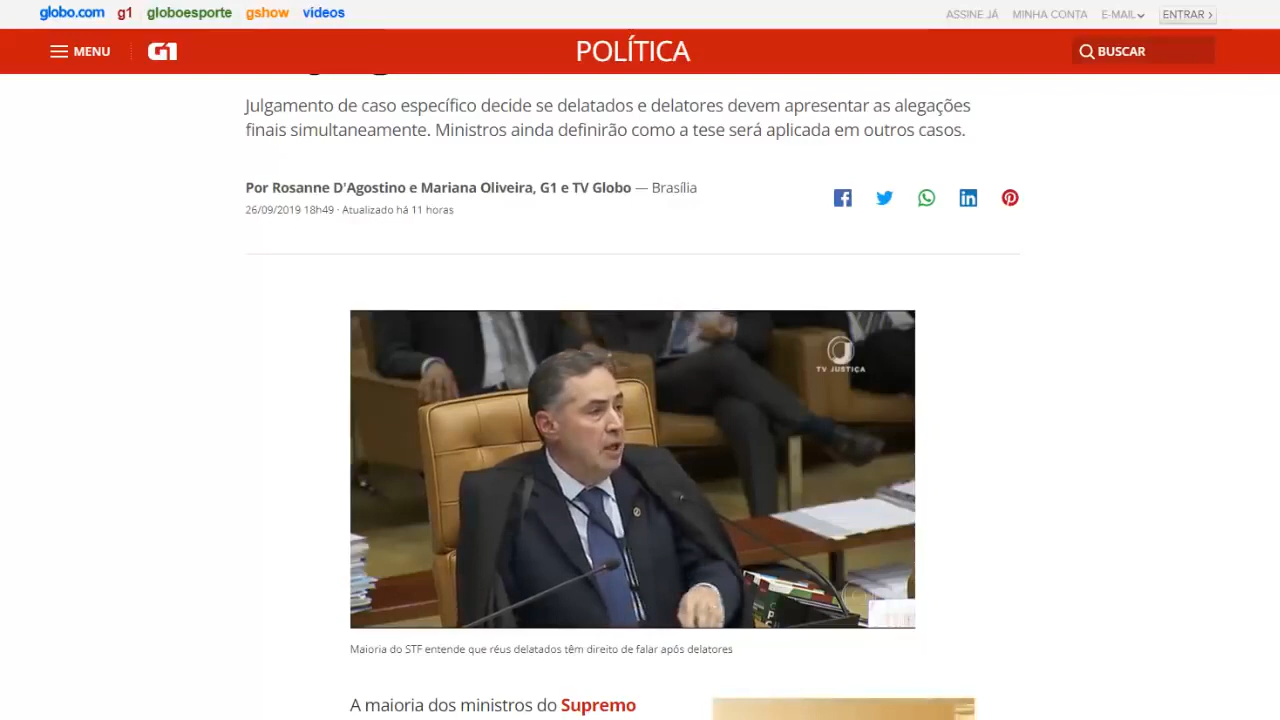 globo.com g1 globoesporte gshow vídeos
ASSINE JÁ MINHA CONTA E-MAIL ENTRAR ›
MENU G1 POLÍTICA BUSCAR
Julgamento de caso específico decide se delatados e delatores devem apresentar as alegações
finais simultaneamente. Ministros ainda definirão como a tese será aplicada em outros casos.
Por Rosanne D'Agostino e Mariana Oliveira, G1 e TV Globo — Brasília
26/09/2019 18h49 · Atualizado há 11 horas
TV JUSTIÇA
Maioria do STF entende que réus delatados têm direito de falar após delatores
A maioria dos ministros do Supremo